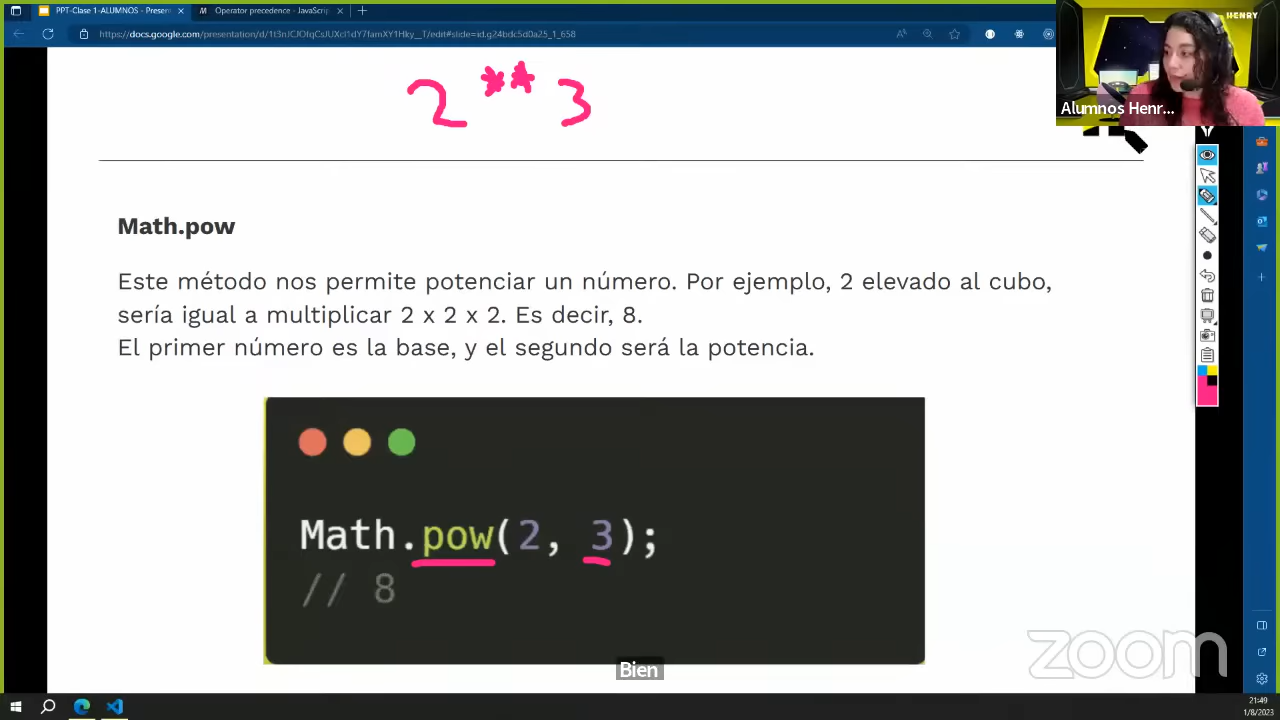 PPT-Clase 1-ALUMNOS - Present
Operator precedence - JavaScrip
https://docs.google.com/presentation/d/1t3nJCJOfqCsJUXcl1dY7famXY1Hky__T/edit#slide=id.g24bdc5d0a25_1_658
HENRY
Alumnos Henr...
2 ** 3
Math.pow
Este método nos permite potenciar un número. Por ejemplo, 2 elevado al cubo,
sería igual a multiplicar 2 x 2 x 2. Es decir, 8.
El primer número es la base, y el segundo será la potencia.
Math.pow(2, 3);
// 8
zoom
Bien
21:49
1/8/2023